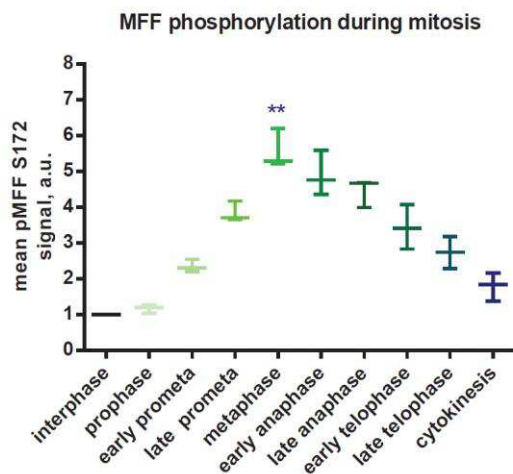 MFF phosphorylation during mitosis
mean pMFF S172
signal, a.u.
8
7
6
5
4
3
2
1
0
**
interphase
prophase
early prometa
late prometa
metaphase
early anaphase
late anaphase
early telophase
late telophase
cytokinesis